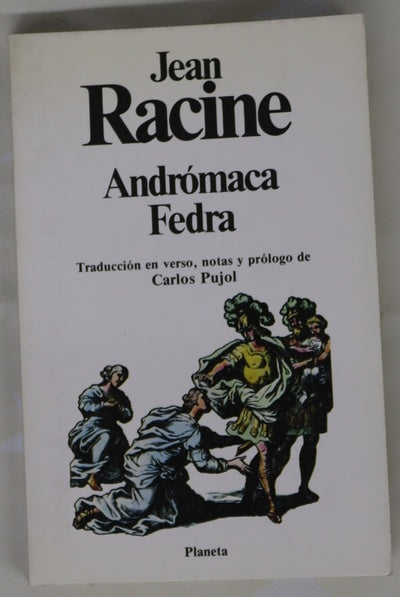 Jean
Racine
Andrómaca
Fedra
Traducción en verso, notas y prólogo de
Carlos Pujol
Planeta